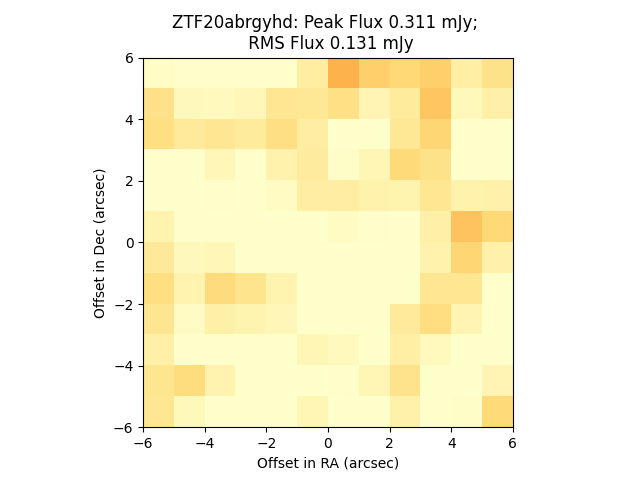 ZTF20abrgyhd: Peak Flux 0.311 mJy;
RMS Flux 0.131 mJy
6
4
2
0
−2
−4
−6
Offset in Dec (arcsec)
−6 −4 −2 0 2 4 6
Offset in RA (arcsec)